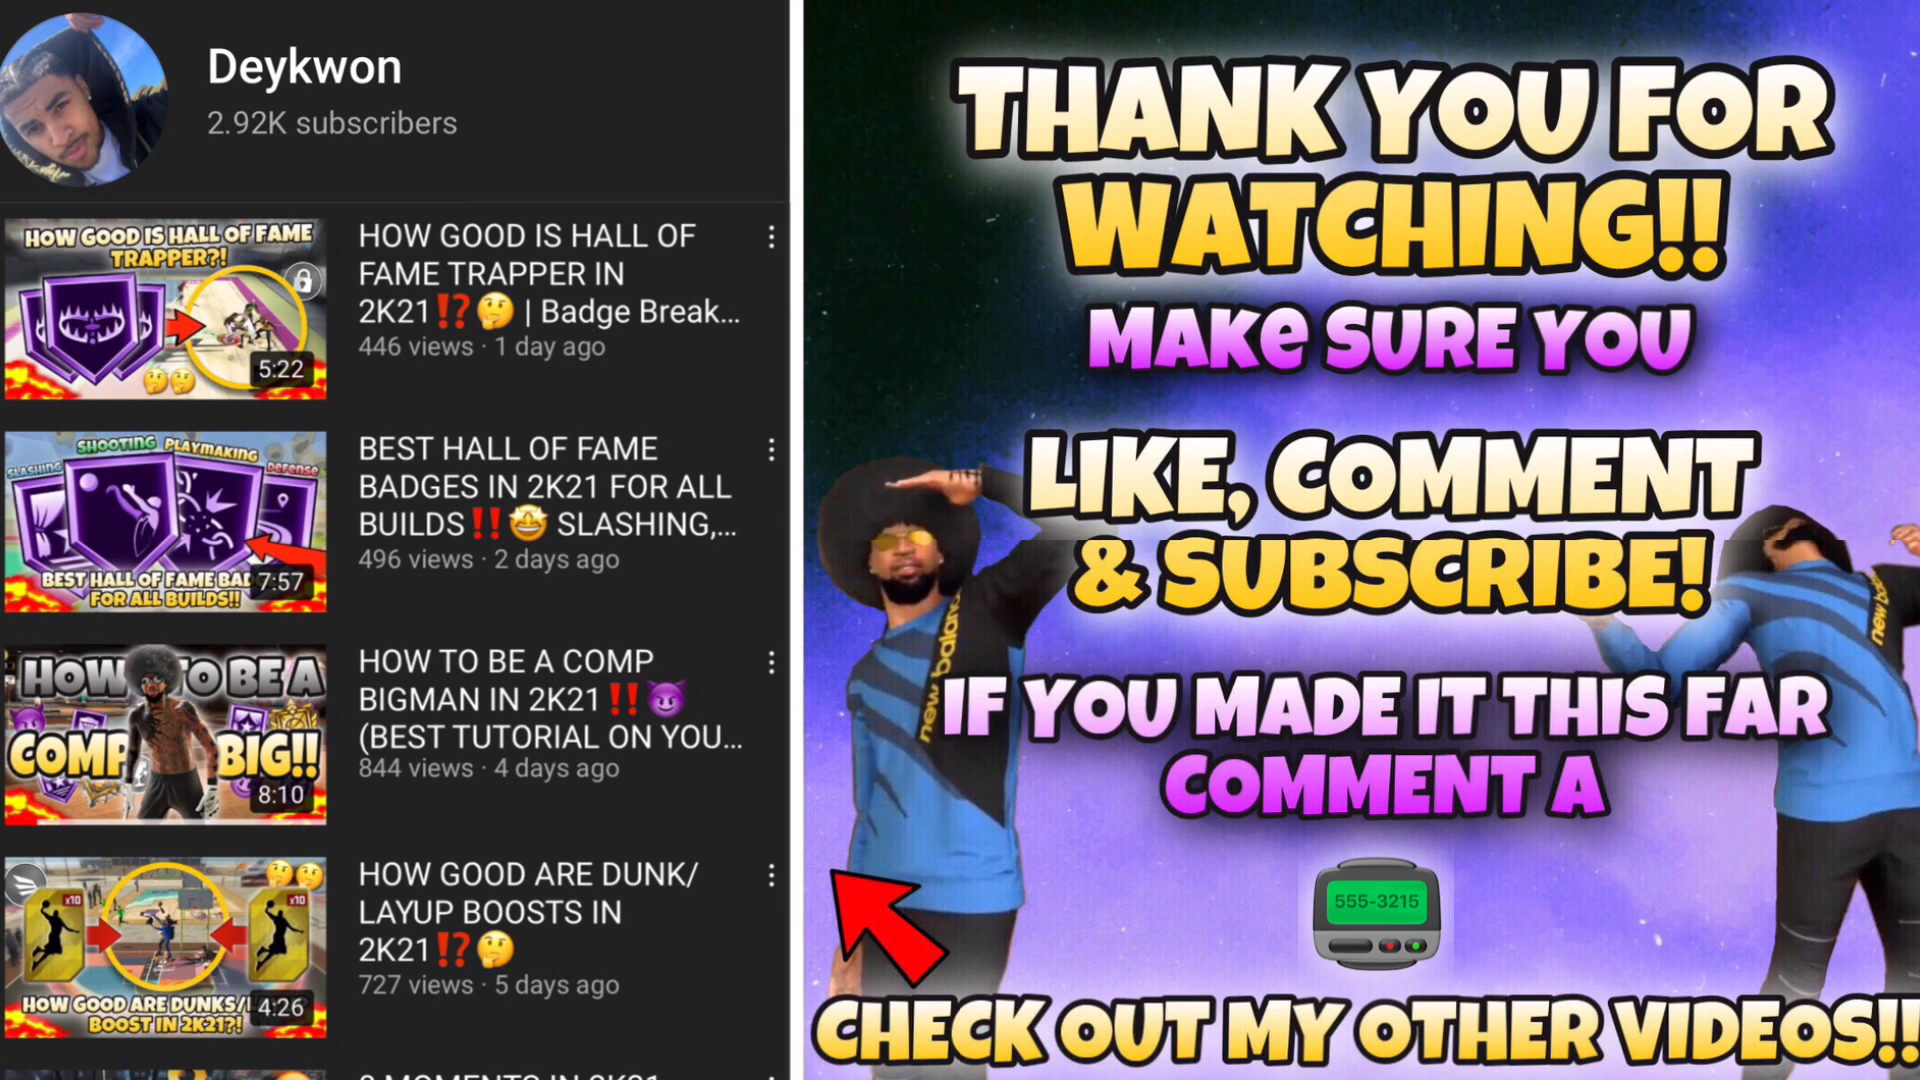 Deykwon
2.92K subscribers
HOW GOOD IS HALL OF FAME
TRAPPER?!
5:22
HOW GOOD IS HALL OF
FAME TRAPPER IN
2K21⁉️🤔 | Badge Break...
446 views · 1 day ago
SLASHING
SHOOTING
PLAYMAKING
DEFENSE
BEST HALL OF FAME BAD
FOR ALL BUILDS!!
7:57
BEST HALL OF FAME
BADGES IN 2K21 FOR ALL
BUILDS‼️🤩 SLASHING,...
496 views · 2 days ago
HOW TO BE A
COMP BIG!!
8:10
HOW TO BE A COMP
BIGMAN IN 2K21‼️😈
(BEST TUTORIAL ON YOU...
844 views · 4 days ago
x10
x10
HOW GOOD ARE DUNKS/
BOOST IN 2K21?!
4:26
HOW GOOD ARE DUNK/
LAYUP BOOSTS IN
2K21⁉️🤔
727 views · 5 days ago
THANK YOU FOR
WATCHING!!
MAKe SURE YOU
LIKE, COMMENT
& SUBSCRIBE!
new balance
new
IF YOU MADE IT THIS FAR
COMMENT A
555-3215
CHECK OUT MY OTHER VIDEOS!!